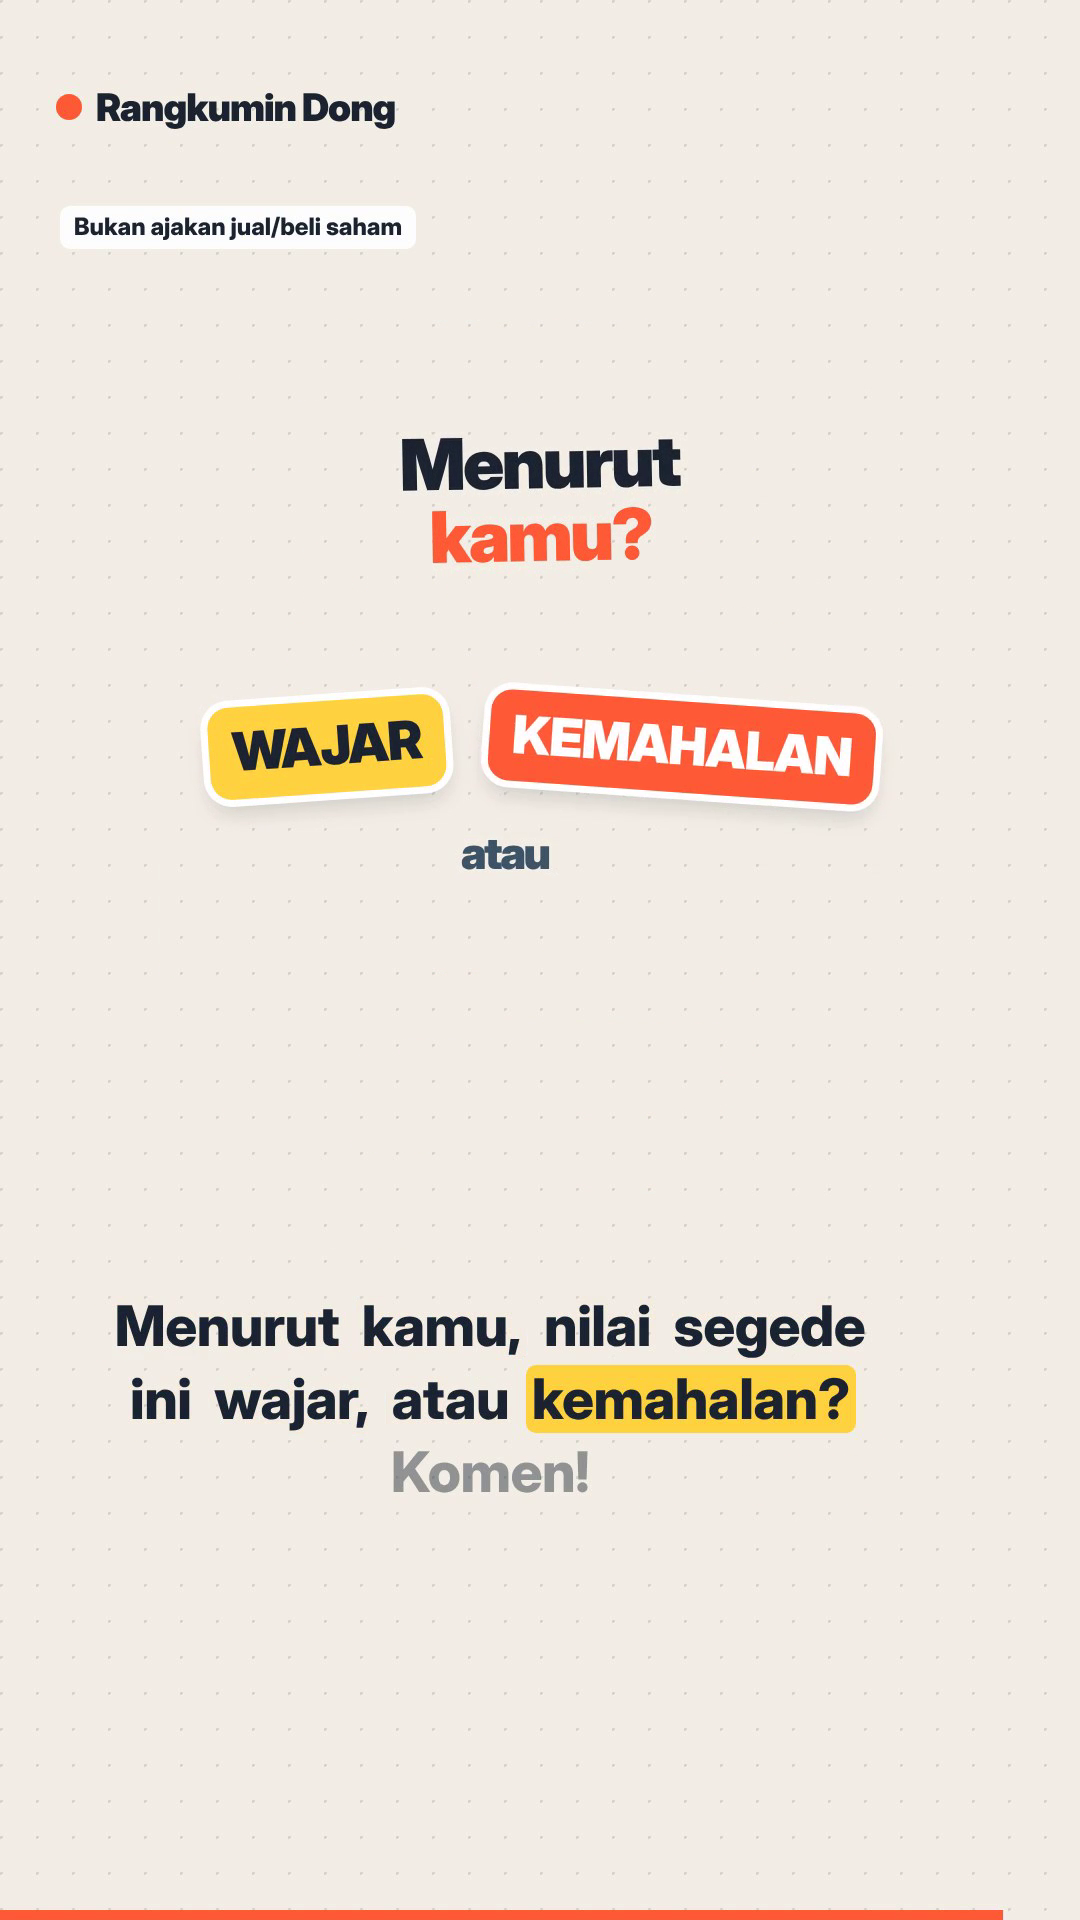 Rangkumin Dong
Bukan ajakan jual/beli saham
Menurut
kamu?
WAJAR KEMAHALAN
atau
Menurut kamu, nilai segede
ini wajar, atau kemahalan?
Komen!